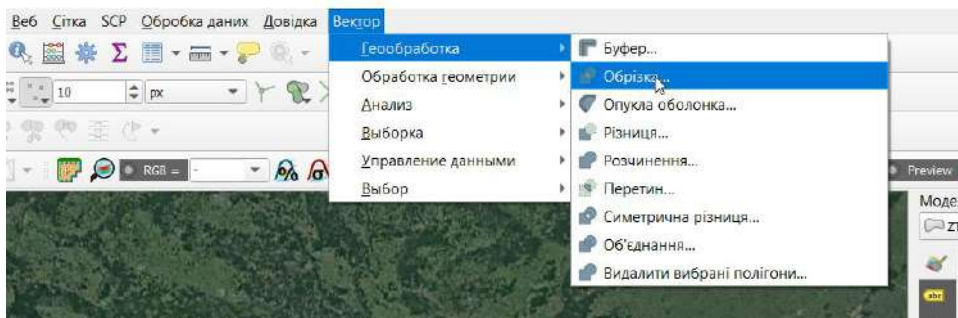 Веб Сітка SCP Обробка даних Довідка Вектор
Геообработка
Обработка геометрии
Анализ
Выборка
Управление данными
Выбор
Буфер...
Обрізка...
Опукла оболонка...
Різниця...
Розчинення...
Перетин...
Симетрична різниця...
Об'єднання...
Видалити вибрані полігони...
10 px
RGB = -
Preview
Моде
abc